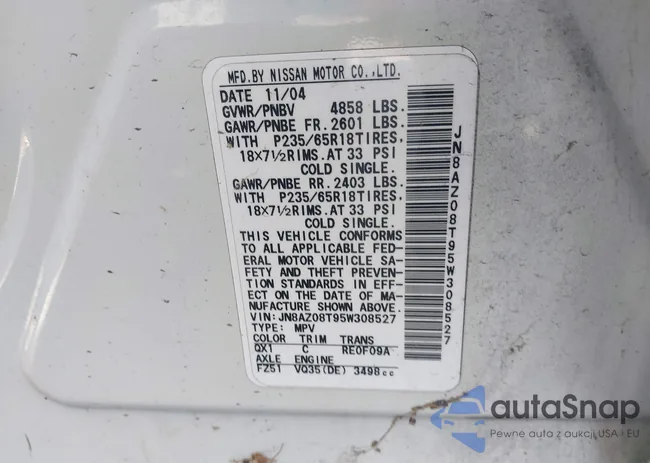 MFD.BY NISSAN MOTOR CO.,LTD.
DATE 11/04
GVWR/PNBV 4858 LBS.
GAWR/PNBE FR. 2601 LBS.
WITH P235/65R18TIRES,
18X7½RIMS.AT 33 PSI
COLD SINGLE.
GAWR/PNBE RR. 2403 LBS.
WITH P235/65R18TIRES,
18X7½RIMS.AT 33 PSI
COLD SINGLE.
THIS VEHICLE CONFORMS
TO ALL APPLICABLE FED-
ERAL MOTOR VEHICLE SA-
FETY AND THEFT PREVEN-
TION STANDARDS IN EFF-
ECT ON THE DATE OF MA-
NUFACTURE SHOWN ABOVE.
VIN: JN8AZ08T95W308527
TYPE: MPV
COLOR TRIM TRANS
QX1 C RE0F09A
AXLE ENGINE
FZ51 VQ35(DE) 3498cc
JN8AZ08T95W308527
autaSnap
Pewne auta z aukcji USA i EU